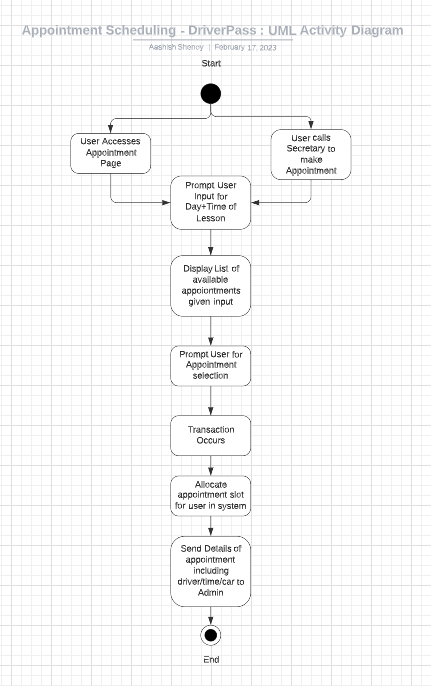 Appointment Scheduling - DriverPass : UML Activity Diagram
Aashish Shenoy | February 17, 2023
Start
User Accesses
Appointment
Page
User calls
Secretary to
make
Appointment
Prompt User
Input for
Day+Time of
Lesson
Display List of
available
appoiontments
given input
Prompt User for
Appointment
selection
Transaction
Occurs
Allocate
appointment slot
for user in system
Send Details of
appointment
including
driver/time/car to
Admin
End